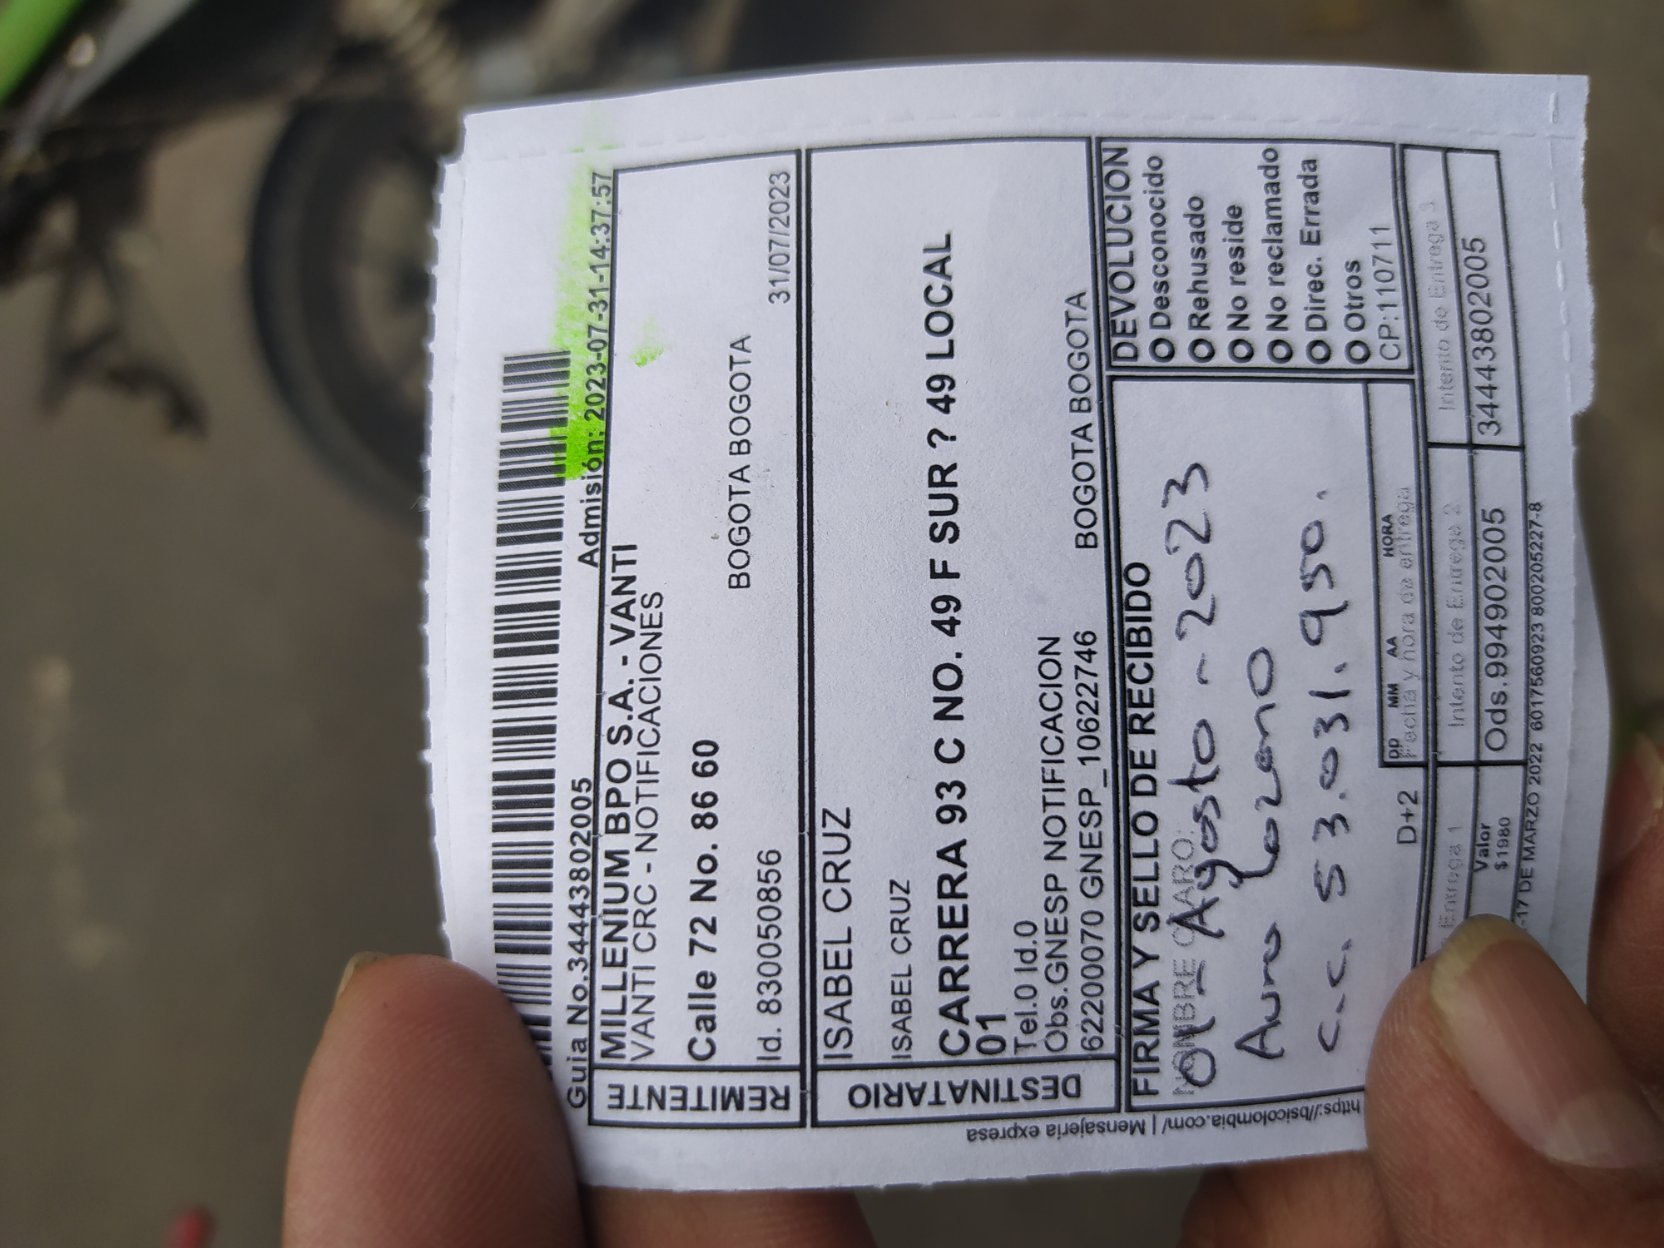 Guia No.34443802005
Admisión: 2023-07-31-14:37:57
REMITENTE
MILLENIUM BPO S.A. - VANTI
VANTI CRC - NOTIFICACIONES
Calle 72 No. 86 60
BOGOTA BOGOTA
Id. 830050856
31/07/2023
DESTINATARIO
ISABEL CRUZ
ISABEL CRUZ
CARRERA 93 C NO. 49 F SUR ? 49 LOCAL
01
Tel.0 Id.0
Obs.GNESP NOTIFICACION
62200070 GNESP_10622746
BOGOTA BOGOTA
FIRMA Y SELLO DE RECIBIDO
NOMBRE CLARO:
01 - Agosto - 2023
Aura Lozano
C.C. 53.031.950.
DEVOLUCION
Desconocido
Rehusado
No reside
No reclamado
Direc. Errada
Otros
CP:110711
D+2
DD MM AA HORA
Fecha y hora de entrega
Entrega 1
Intento de Entrega 2
Intento de Entrega 3
Valor
$1980
Ods.994902005
34443802005
-17 DE MARZO 2022 6017560923 800205227-8
https://bsicolombia.com/ | Mensajeria expresa